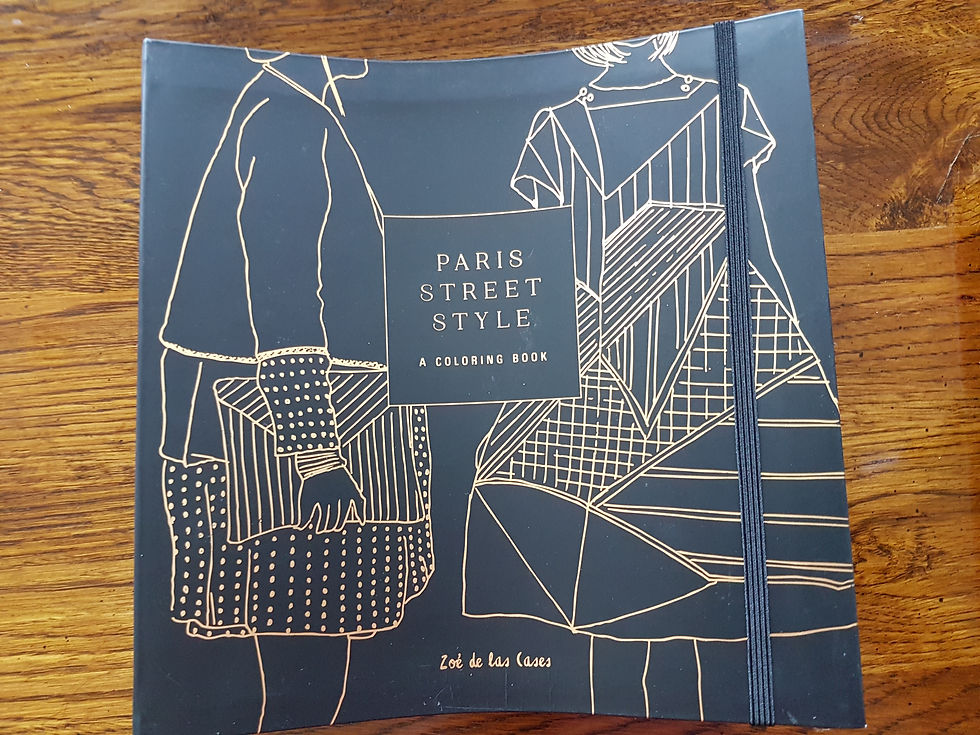 PARIS
STREET
STYLE
A COLORING BOOK
Zoé de las Cases